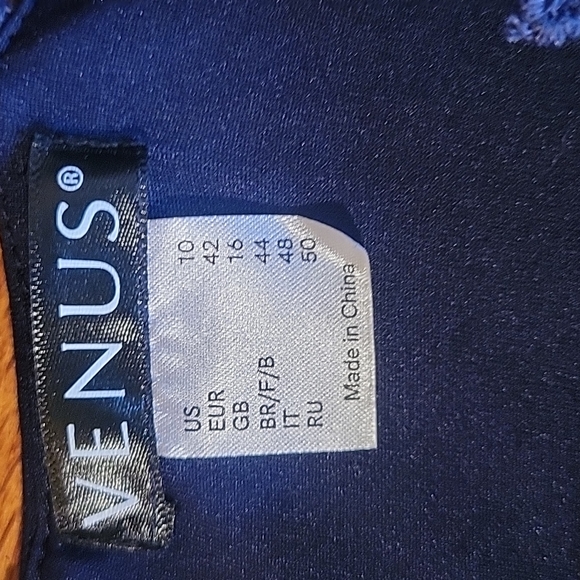 VENUS®
US 10
EUR 42
GB 16
BR/F/B 44
IT 48
RU 50
Made in China